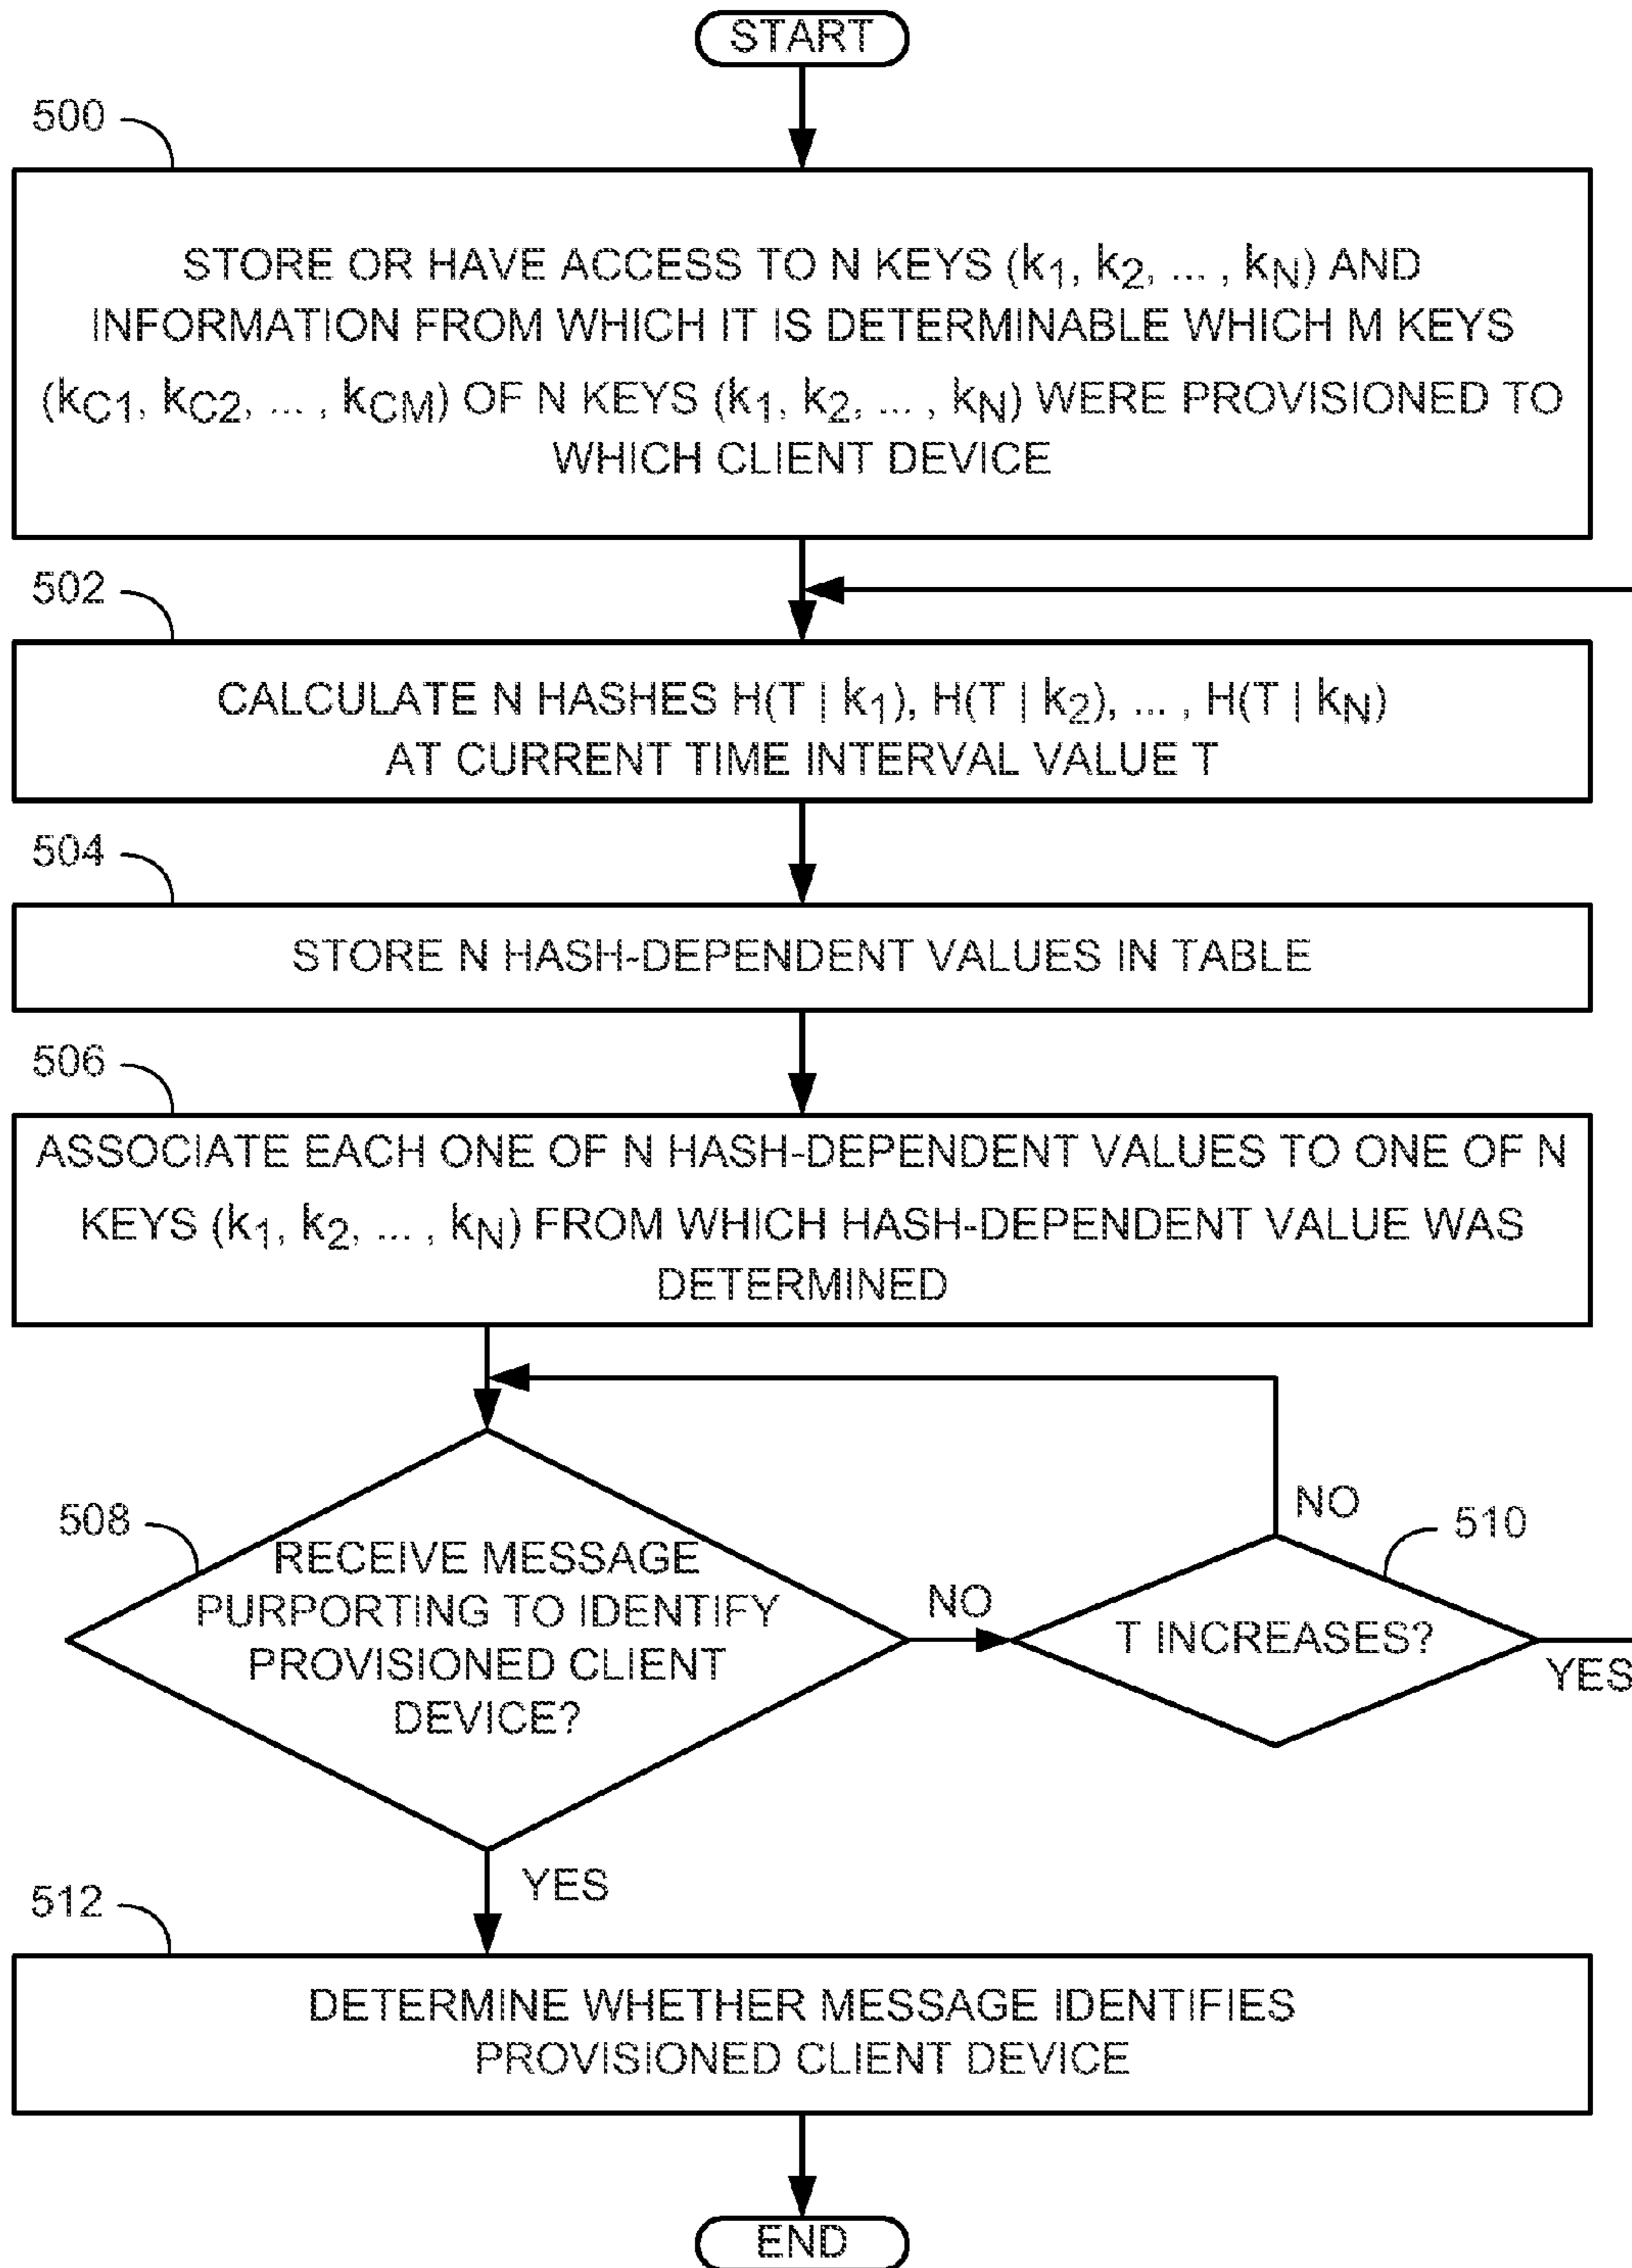 START
500
STORE OR HAVE ACCESS TO N KEYS (k1, k2, ... , kN) AND
INFORMATION FROM WHICH IT IS DETERMINABLE WHICH M KEYS
(kC1, kC2, ... , kCM) OF N KEYS (k1, k2, ... , kN) WERE PROVISIONED TO
WHICH CLIENT DEVICE
502
CALCULATE N HASHES H(T | k1), H(T | k2), ... , H(T | kN)
AT CURRENT TIME INTERVAL VALUE T
504
STORE N HASH-DEPENDENT VALUES IN TABLE
506
ASSOCIATE EACH ONE OF N HASH-DEPENDENT VALUES TO ONE OF N
KEYS (k1, k2, ... , kN) FROM WHICH HASH-DEPENDENT VALUE WAS
DETERMINED
508
RECEIVE MESSAGE
PURPORTING TO IDENTIFY
PROVISIONED CLIENT
DEVICE?
NO
510
T INCREASES?
NO
YES
YES
512
DETERMINE WHETHER MESSAGE IDENTIFIES
PROVISIONED CLIENT DEVICE
END